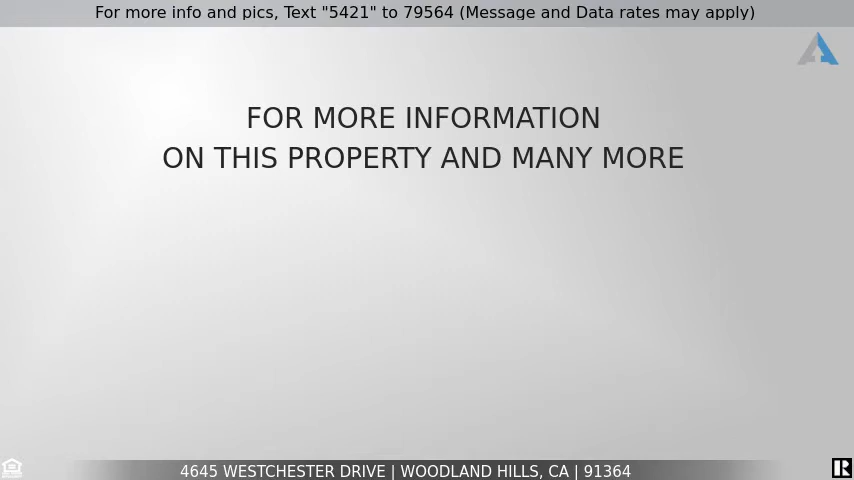 For more info and pics, Text "5421" to 79564 (Message and Data rates may apply)
FOR MORE INFORMATION
ON THIS PROPERTY AND MANY MORE
4645 WESTCHESTER DRIVE | WOODLAND HILLS, CA | 91364